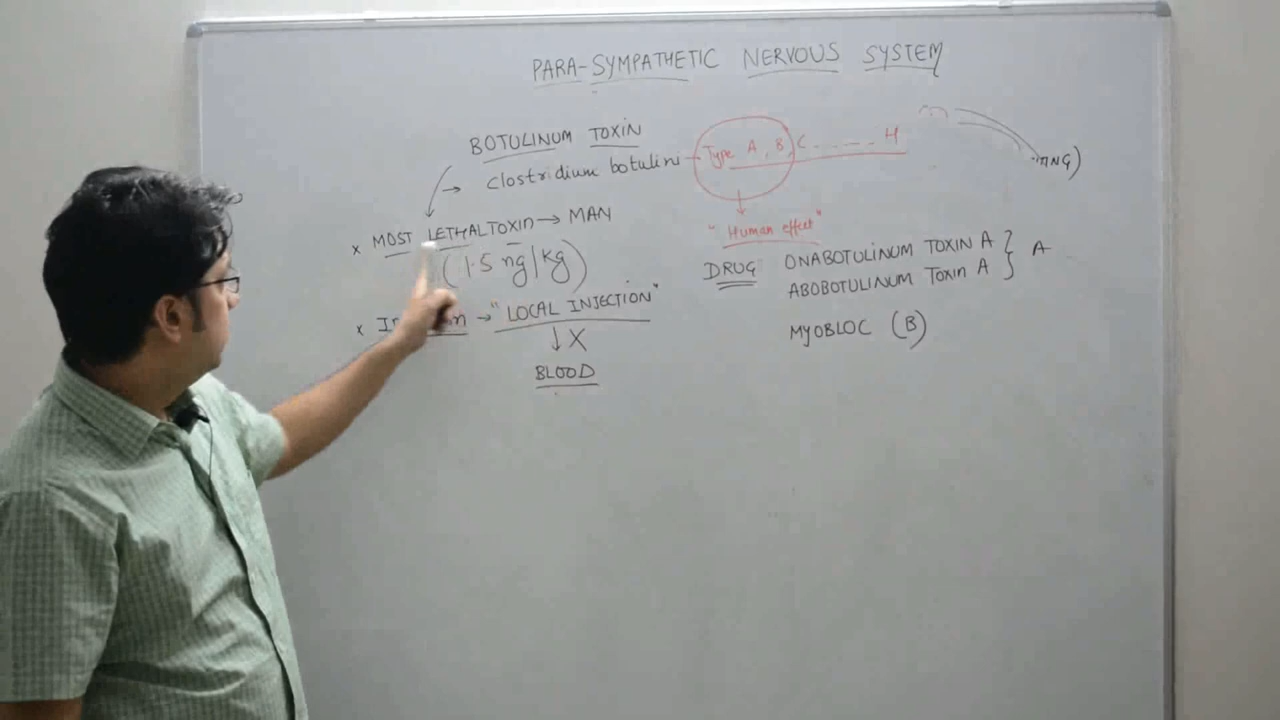 PARA-SYMPATHETIC NERVOUS SYSTEM
BOTULINUM TOXIN
→ Clostridium botulini – Type A, B, C - - - - H
x MOST LETHAL TOXIN → MAN
(1.5 ng/kg)
x → "LOCAL INJECTION"
↓ X
BLOOD
"Human effect"
DRUG ONABOTULINUM TOXIN A } A
ABOBOTULINUM TOXIN A
MYOBLOC (B)